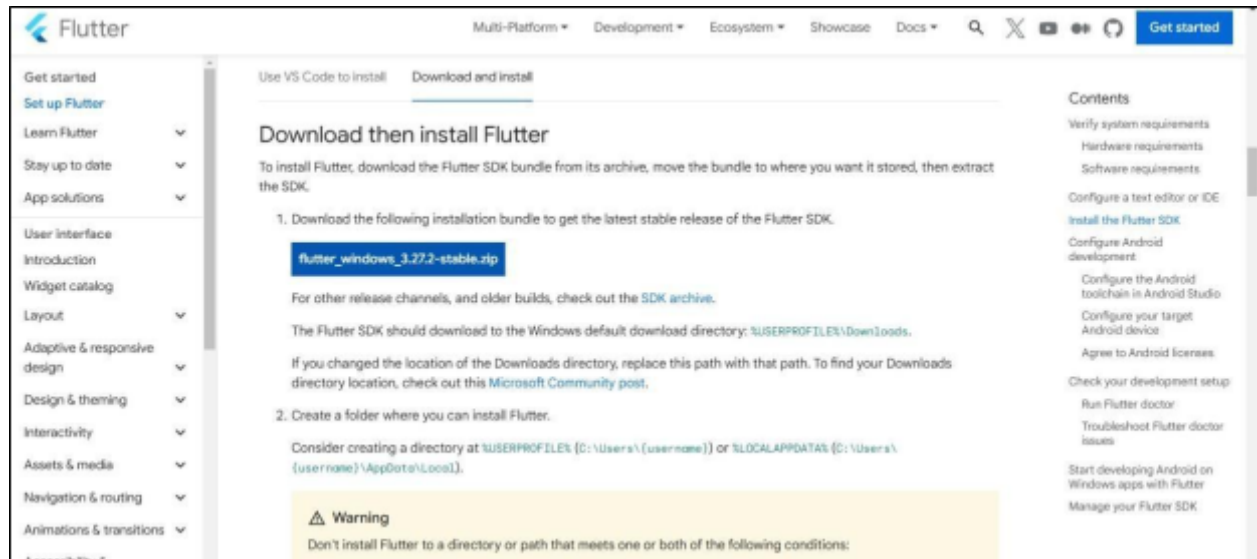 Flutter
Multi-Platform
Development
Ecosystem
Showcase
Docs
Get started
Get started
Set up Flutter
Learn Flutter
Stay up to date
App solutions
User interface
Introduction
Widget catalog
Layout
Adaptive & responsive
design
Design & theming
Interactivity
Assets & media
Navigation & routing
Animations & transitions
Use VS Code to install
Download and install
Download then install Flutter
To install Flutter, download the Flutter SDK bundle from its archive, move the bundle to where you want it stored, then extract
the SDK.
1. Download the following installation bundle to get the latest stable release of the Flutter SDK.
flutter_windows_3.27.2-stable.zip
For other release channels, and older builds, check out the SDK archive.
The Flutter SDK should download to the Windows default download directory: %USERPROFILE%\Downloads.
If you changed the location of the Downloads directory, replace this path with that path. To find your Downloads
directory location, check out this Microsoft Community post.
2. Create a folder where you can install Flutter.
Consider creating a directory at %USERPROFILE% (C:\Users\{username}) or %LOCALAPPDATA% (C:\Users\
{username}\AppData\Local).
Warning
Don't install Flutter to a directory or path that meets one or both of the following conditions:
Contents
Verify system requirements
Hardware requirements
Software requirements
Configure a text editor or IDE
Install the Flutter SDK
Configure Android
development
Configure the Android
toolchain in Android Studio
Configure your target
Android device
Agree to Android licenses
Check your development setup
Run Flutter doctor
Troubleshoot Flutter doctor
issues
Start developing Android on
Windows apps with Flutter
Manage your Flutter SDK